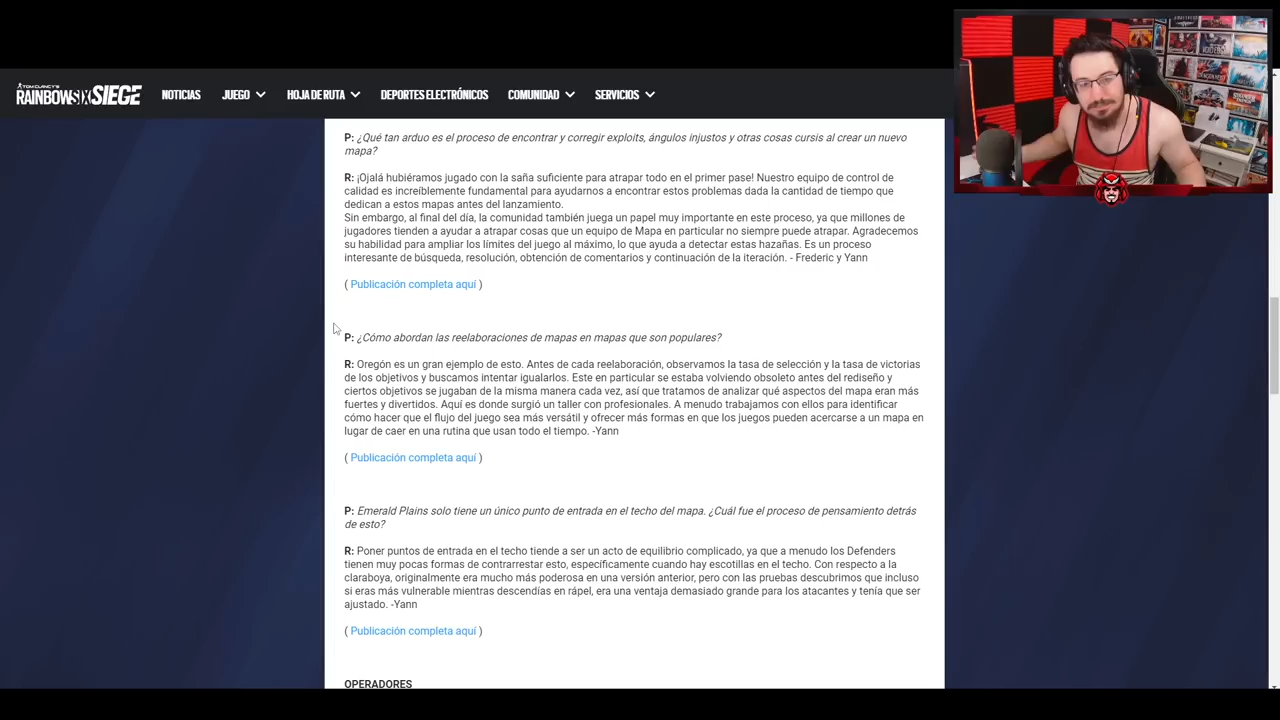 TOM CLANCY'S
RAINBOWSIXSIEGE
NOTICIAS
JUEGO
HOJA DE RUTA
DEPORTES ELECTRÓNICOS
COMUNIDAD
SERVICIOS
P: ¿Qué tan arduo es el proceso de encontrar y corregir exploits, ángulos injustos y otras cosas cursis al crear un nuevo
mapa?
R: ¡Ojalá hubiéramos jugado con la saña suficiente para atrapar todo en el primer pase! Nuestro equipo de control de
calidad es increíblemente fundamental para ayudarnos a encontrar estos problemas dada la cantidad de tiempo que
dedican a estos mapas antes del lanzamiento.
Sin embargo, al final del día, la comunidad también juega un papel muy importante en este proceso, ya que millones de
jugadores tienden a ayudar a atrapar cosas que un equipo de Mapa en particular no siempre puede atrapar. Agradecemos
su habilidad para ampliar los límites del juego al máximo, lo que ayuda a detectar estas hazañas. Es un proceso
interesante de búsqueda, resolución, obtención de comentarios y continuación de la iteración. - Frederic y Yann
( Publicación completa aquí )
P: ¿Cómo abordan las reelaboraciones de mapas en mapas que son populares?
R: Oregón es un gran ejemplo de esto. Antes de cada reelaboración, observamos la tasa de selección y la tasa de victorias
de los objetivos y buscamos intentar igualarlos. Este en particular se estaba volviendo obsoleto antes del rediseño y
ciertos objetivos se jugaban de la misma manera cada vez, así que tratamos de analizar qué aspectos del mapa eran más
fuertes y divertidos. Aquí es donde surgió un taller con profesionales. A menudo trabajamos con ellos para identificar
cómo hacer que el flujo del juego sea más versátil y ofrecer más formas en que los juegos pueden acercarse a un mapa en
lugar de caer en una rutina que usan todo el tiempo. -Yann
( Publicación completa aquí )
P: Emerald Plains solo tiene un único punto de entrada en el techo del mapa. ¿Cuál fue el proceso de pensamiento detrás
de esto?
R: Poner puntos de entrada en el techo tiende a ser un acto de equilibrio complicado, ya que a menudo los Defenders
tienen muy pocas formas de contrarrestar esto, específicamente cuando hay escotillas en el techo. Con respecto a la
claraboya, originalmente era mucho más poderosa en una versión anterior, pero con las pruebas descubrimos que incluso
si eras más vulnerable mientras descendías en rápel, era una ventaja demasiado grande para los atacantes y tenía que ser
ajustado. -Yann
( Publicación completa aquí )
OPERADORES